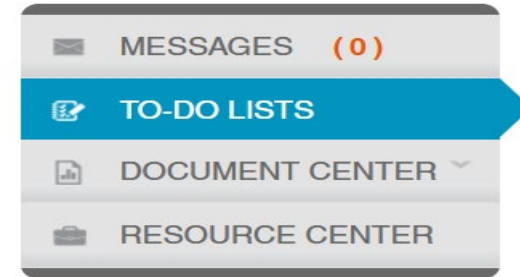 MESSAGES (0)
TO-DO LISTS
DOCUMENT CENTER
RESOURCE CENTER